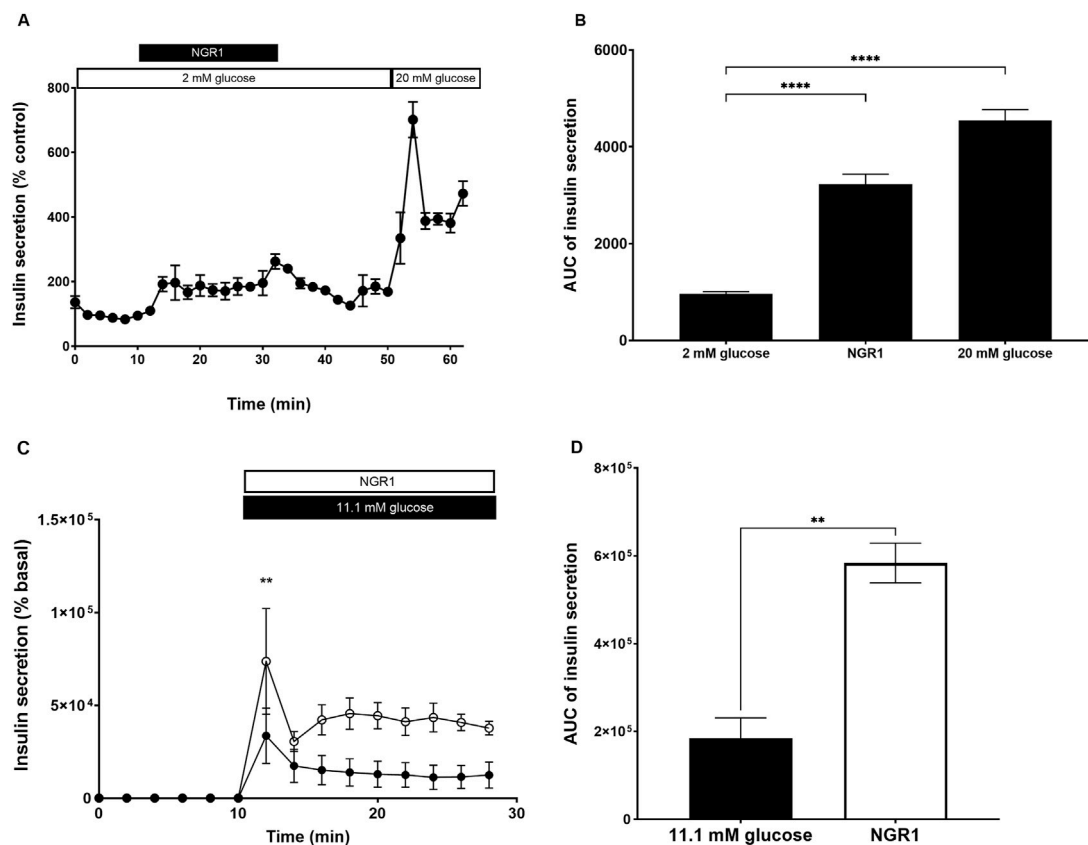 A
NGR1
2 mM glucose
20 mM glucose
Insulin secretion (% control)
800
600
400
200
0
0 10 20 30 40 50 60
Time (min)
B
AUC of insulin secretion
6000
4000
2000
0
****
****
2 mM glucose NGR1 20 mM glucose
C
NGR1
11.1 mM glucose
Insulin secretion (% basal)
1.5×10⁵
1×10⁵
5×10⁴
0
**
0 10 20 30
Time (min)
D
AUC of insulin secretion
8×10⁵
6×10⁵
4×10⁵
2×10⁵
0
**
11.1 mM glucose NGR1